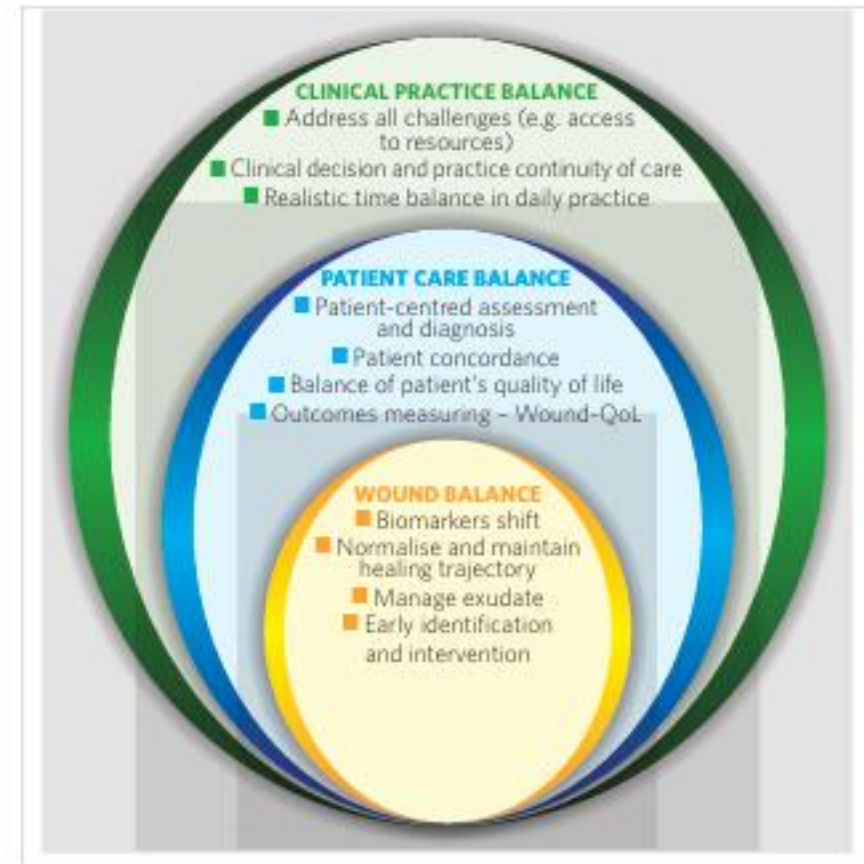 CLINICAL PRACTICE BALANCE
■ Address all challenges (e.g. access
to resources)
■ Clinical decision and practice continuity of care
■ Realistic time balance in daily practice
PATIENT CARE BALANCE
■ Patient-centred assessment
and diagnosis
■ Patient concordance
■ Balance of patient's quality of life
■ Outcomes measuring – Wound-QoL
WOUND BALANCE
■ Biomarkers shift
■ Normalise and maintain
healing trajectory
■ Manage exudate
■ Early identification
and intervention